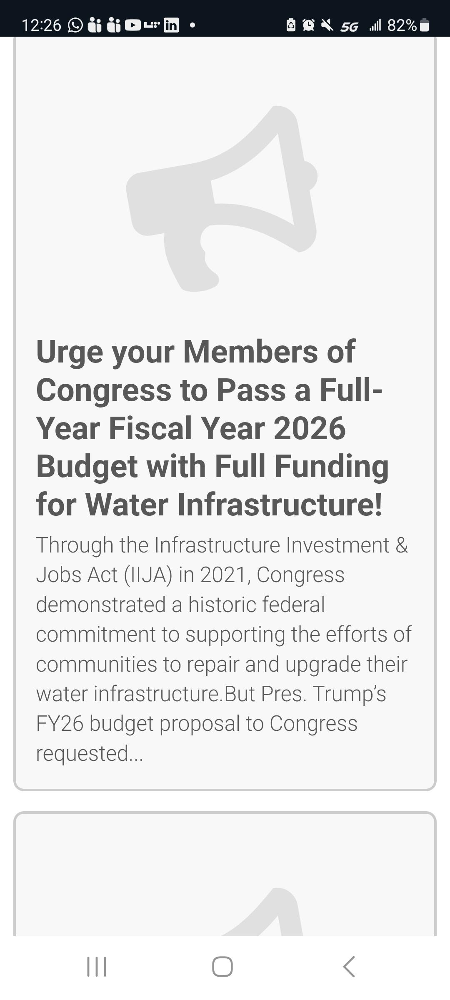 12:26 in 5G 82%
Urge your Members of
Congress to Pass a Full-
Year Fiscal Year 2026
Budget with Full Funding
for Water Infrastructure!
Through the Infrastructure Investment &
Jobs Act (IIJA) in 2021, Congress
demonstrated a historic federal
commitment to supporting the efforts of
communities to repair and upgrade their
water infrastructure.But Pres. Trump’s
FY26 budget proposal to Congress
requested...